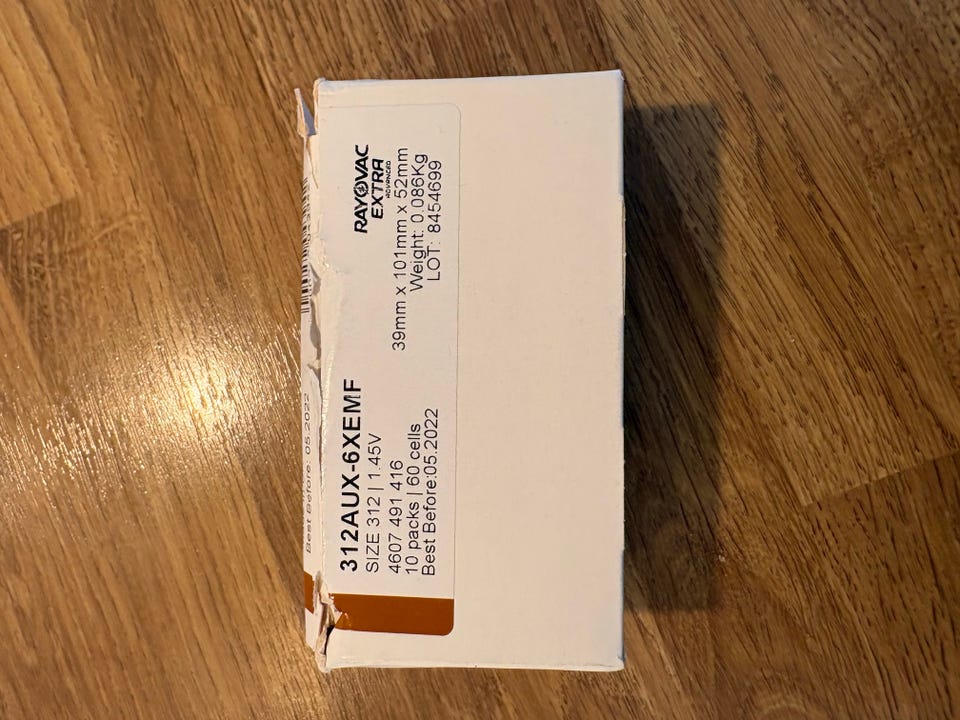 Best Before: 05.2022
312AUX-6XEMF
SIZE 312 | 1.45V
4607 491 416
10 packs | 60 cells
Best Before:05.2022
RAYOVAC
EXTRA
ADVANCED
39mm x 101mm x 52mm
Weight: 0.086Kg
LOT: 8454699